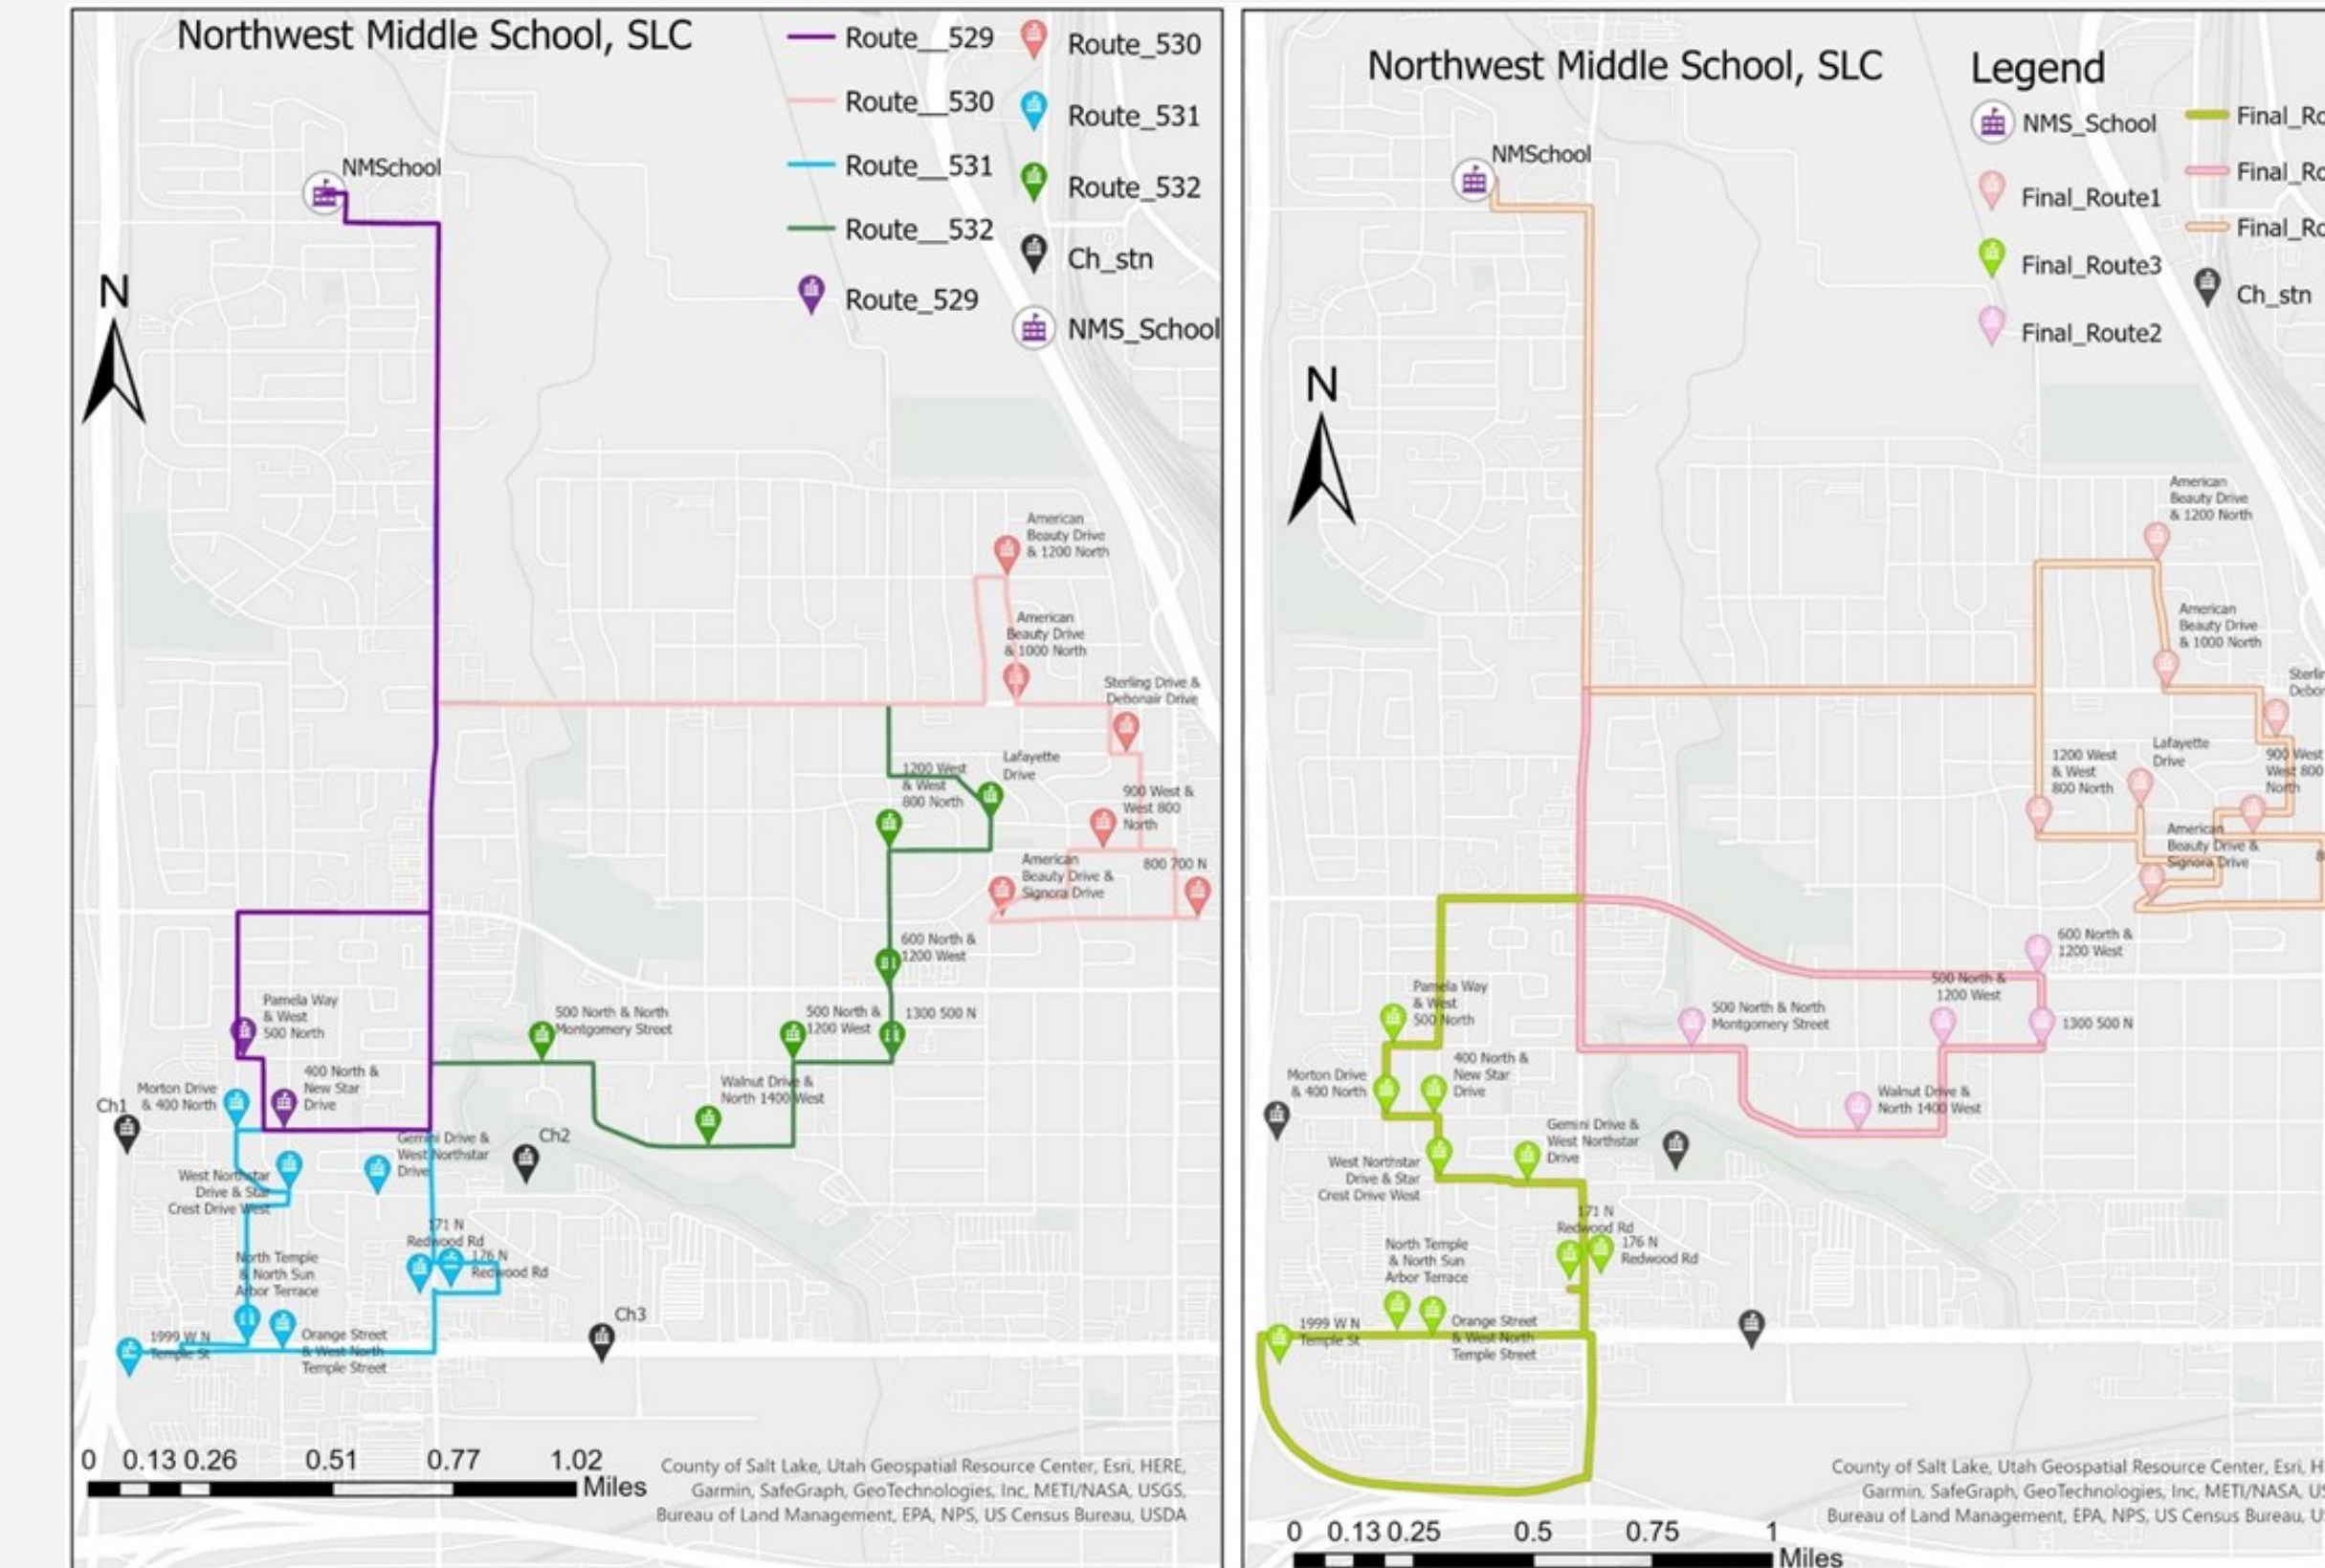 Northwest Middle School, SLC
Route__529
Route__530
Route__531
Route__532
Route_529
Route_530
Route_531
Route_532
Ch_stn
NMS_School
NMSchool
N
American
Beauty Drive
& 1200 North
American
Beauty Drive
& 1000 North
Sterling Drive &
Debonair Drive
Lafayette
Drive
1200 West
& West
800 North
900 West &
West 800
North
American
Beauty Drive &
Signora Drive
800 700 N
600 North &
1200 West
Pamela Way
& West
500 North
500 North & North
Montgomery Street
500 North &
1200 West
1300 500 N
400 North &
New Star
Drive
Morton Drive
& 400 North
Ch1
Walnut Drive &
North 1400 West
Gemini Drive &
West Northstar
Drive
Ch2
West Northstar
Drive & Star
Crest Drive West
171 N
Redwood Rd
176 N
Redwood Rd
North Temple
& North Sun
Arbor Terrace
Ch3
1999 W N
Temple St
Orange Street
& West North
Temple Street
0 0.13 0.26 0.51 0.77 1.02
Miles
County of Salt Lake, Utah Geospatial Resource Center, Esri, HERE,
Garmin, SafeGraph, GeoTechnologies, Inc, METI/NASA, USGS,
Bureau of Land Management, EPA, NPS, US Census Bureau, USDA
Northwest Middle School, SLC
Legend
NMS_School
Final_Route1
Final_Route3
Final_Route2
Final_Ro
Final_Ro
Final_Ro
Ch_stn
NMSchool
N
American
Beauty Drive
& 1200 North
American
Beauty Drive
& 1000 North
Sterlin
Debor
1200 West
& West
800 North
Lafayette
Drive
900 West
West 800
North
American
Beauty Drive &
Signora Drive
8
600 North &
1200 West
500 North &
1200 West
Pamela Way
& West
500 North
500 North & North
Montgomery Street
1300 500 N
Morton Drive
& 400 North
400 North &
New Star
Drive
Walnut Drive &
North 1400 West
Gemini Drive &
West Northstar
Drive
West Northstar
Drive & Star
Crest Drive West
171 N
Redwood Rd
176 N
Redwood Rd
North Temple
& North Sun
Arbor Terrace
1999 W N
Temple St
Orange Street
& West North
Temple Street
County of Salt Lake, Utah Geospatial Resource Center, Esri, H
Garmin, SafeGraph, GeoTechnologies, Inc, METI/NASA, US
Bureau of Land Management, EPA, NPS, US Census Bureau, U
0 0.13 0.25 0.5 0.75 1
Miles